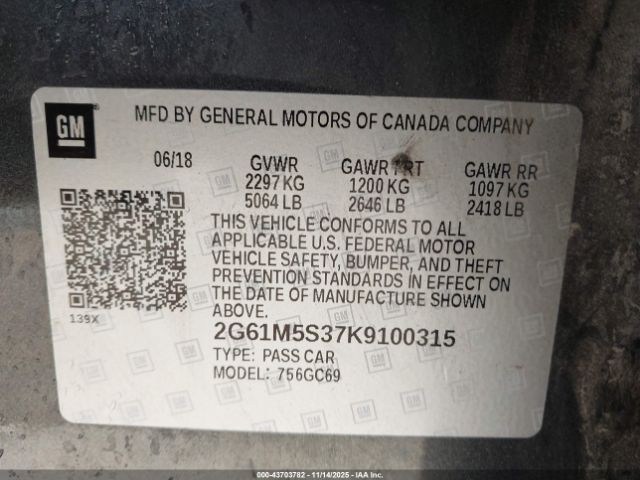 GM
MFD BY GENERAL MOTORS OF CANADA COMPANY
06/18
GVWR GAWR FRT GAWR RR
2297 KG 1200 KG 1097 KG
5064 LB 2646 LB 2418 LB
THIS VEHICLE CONFORMS TO ALL
APPLICABLE U.S. FEDERAL MOTOR
VEHICLE SAFETY, BUMPER, AND THEFT
PREVENTION STANDARDS IN EFFECT ON
THE DATE OF MANUFACTURE SHOWN
ABOVE.
139X
2G61M5S37K9100315
TYPE: PASS CAR
MODEL: 756GC69
000-43703782 - 11/14/2025 - IAA Inc.